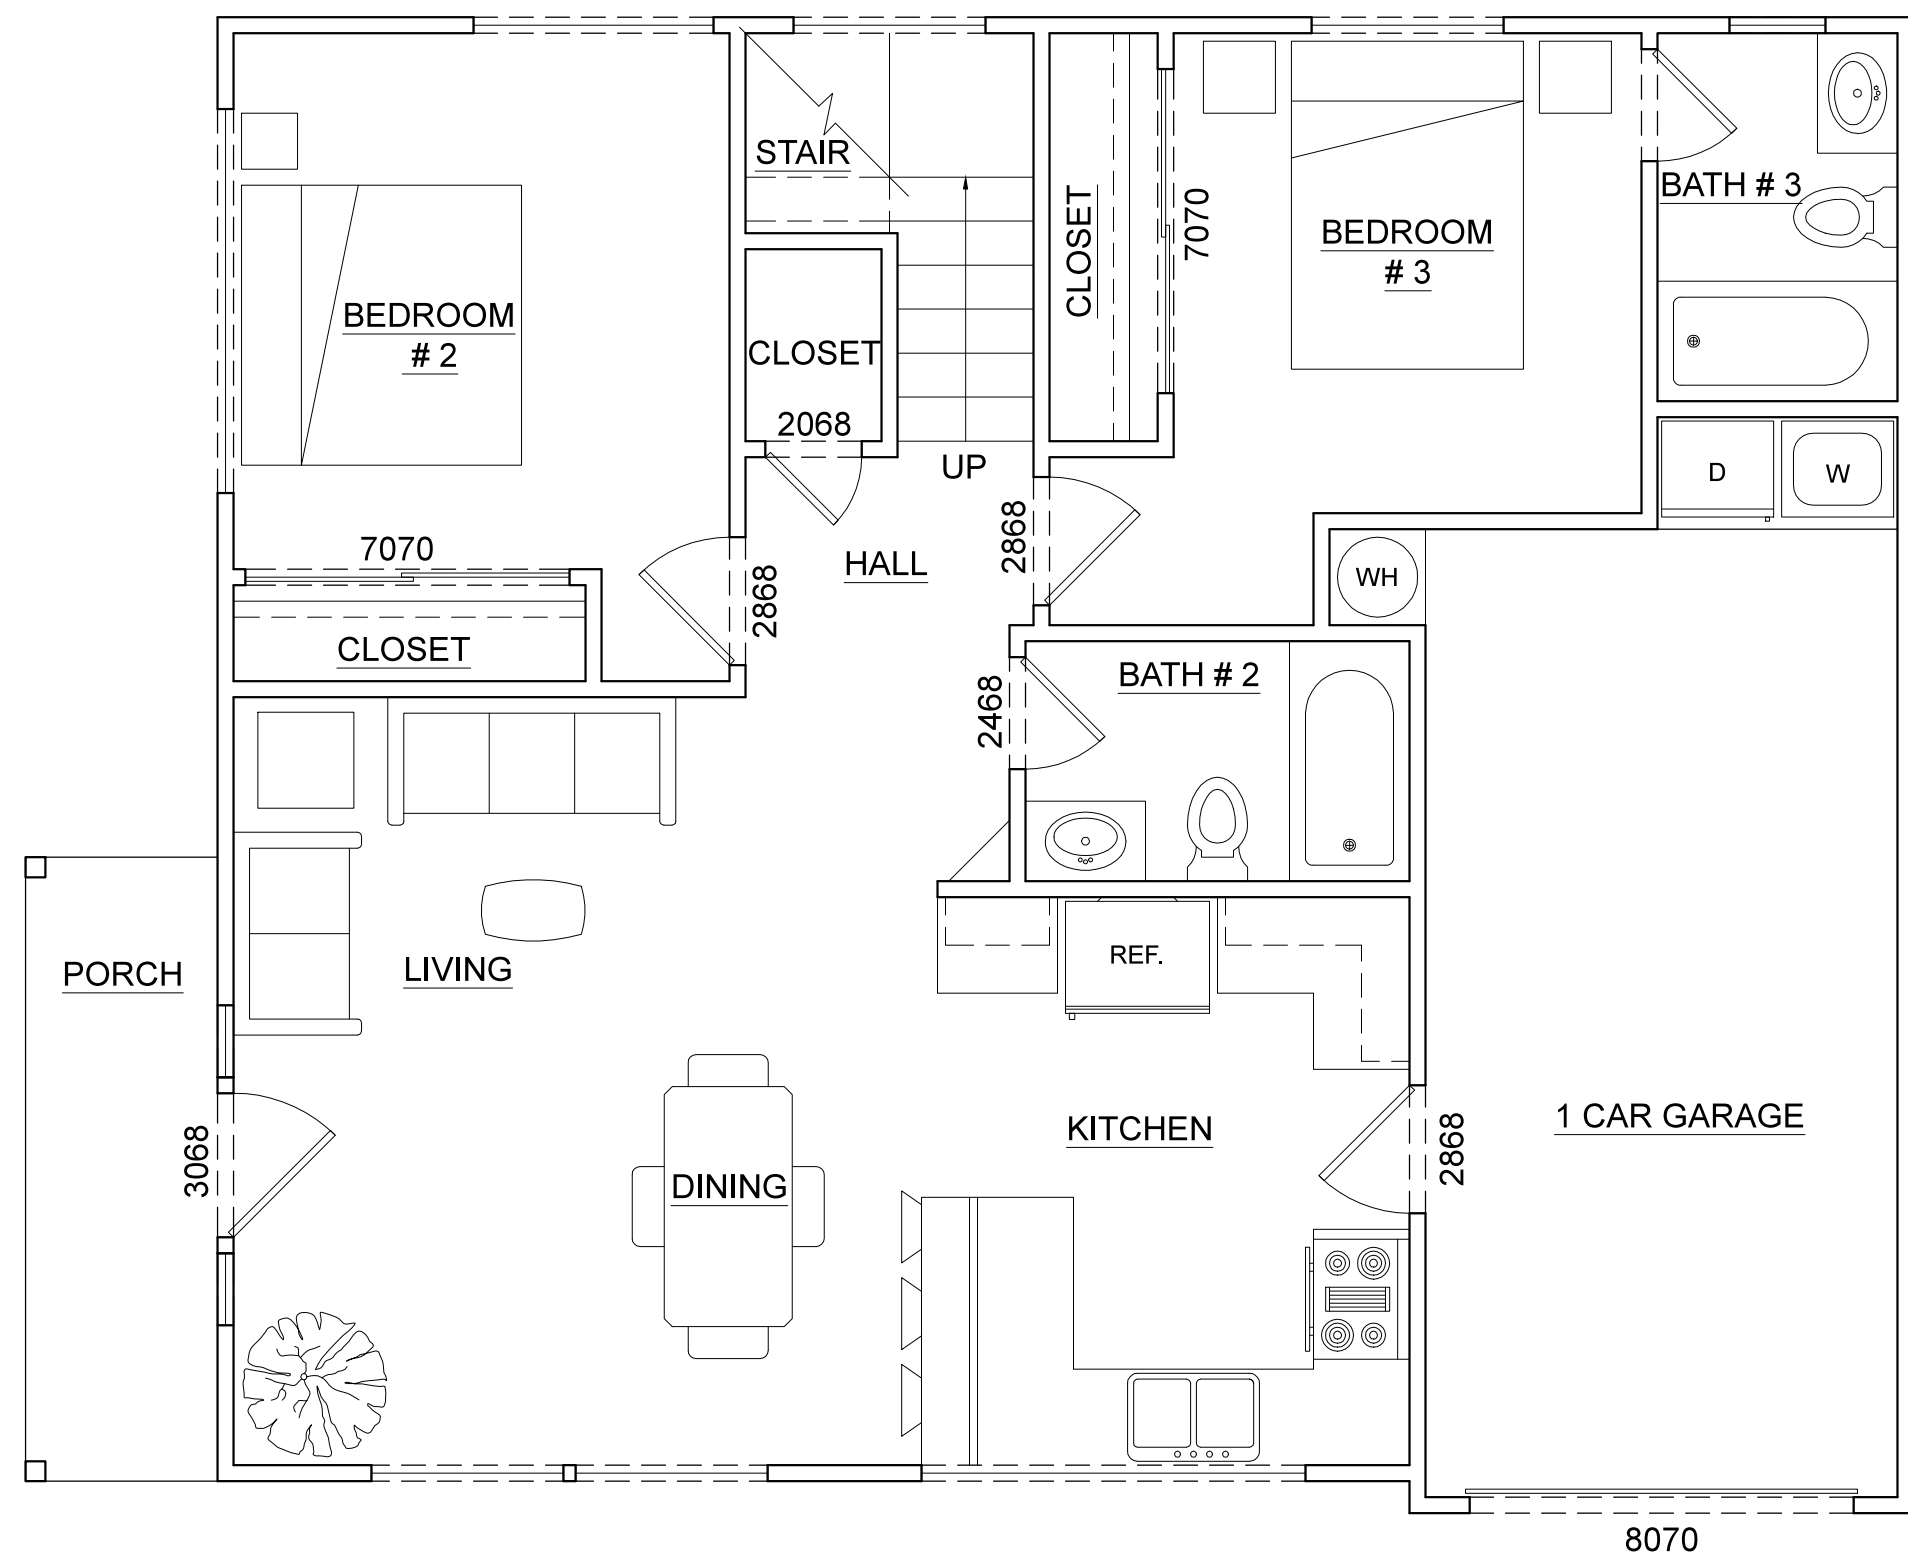 STAIR
BATH # 3
CLOSET
7070
BEDROOM
# 3
BEDROOM
# 2
CLOSET
2068
UP
D
W
7070
2868
HALL
2868
WH
CLOSET
BATH # 2
2468
PORCH
LIVING
REF.
3068
DINING
KITCHEN
2868
1 CAR GARAGE
8070